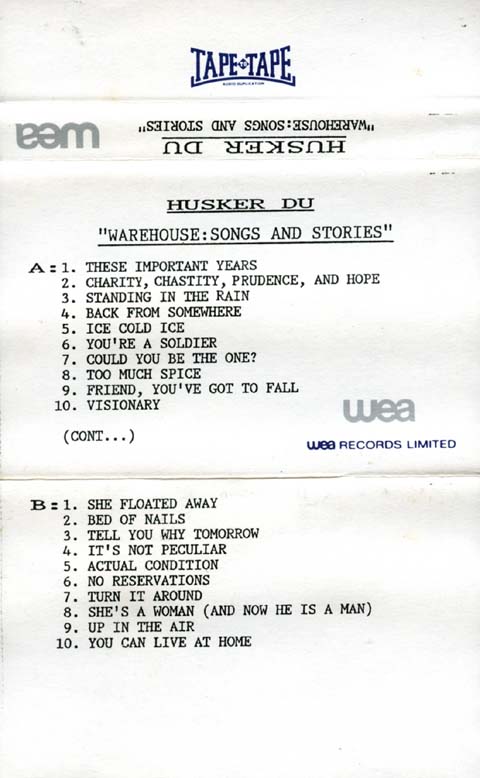 TAPE TO TAPE
AUDIO DUPLICATION
wea
"WAREHOUSE:SONGS AND STORIES"
HUSKER DU
HUSKER DU
"WAREHOUSE:SONGS AND STORIES"
A: 1. THESE IMPORTANT YEARS
2. CHARITY, CHASTITY, PRUDENCE, AND HOPE
3. STANDING IN THE RAIN
4. BACK FROM SOMEWHERE
5. ICE COLD ICE
6. YOU'RE A SOLDIER
7. COULD YOU BE THE ONE?
8. TOO MUCH SPICE
9. FRIEND, YOU'VE GOT TO FALL
10. VISIONARY
(CONT...)
wea
wea RECORDS LIMITED
B: 1. SHE FLOATED AWAY
2. BED OF NAILS
3. TELL YOU WHY TOMORROW
4. IT'S NOT PECULIAR
5. ACTUAL CONDITION
6. NO RESERVATIONS
7. TURN IT AROUND
8. SHE'S A WOMAN (AND NOW HE IS A MAN)
9. UP IN THE AIR
10. YOU CAN LIVE AT HOME